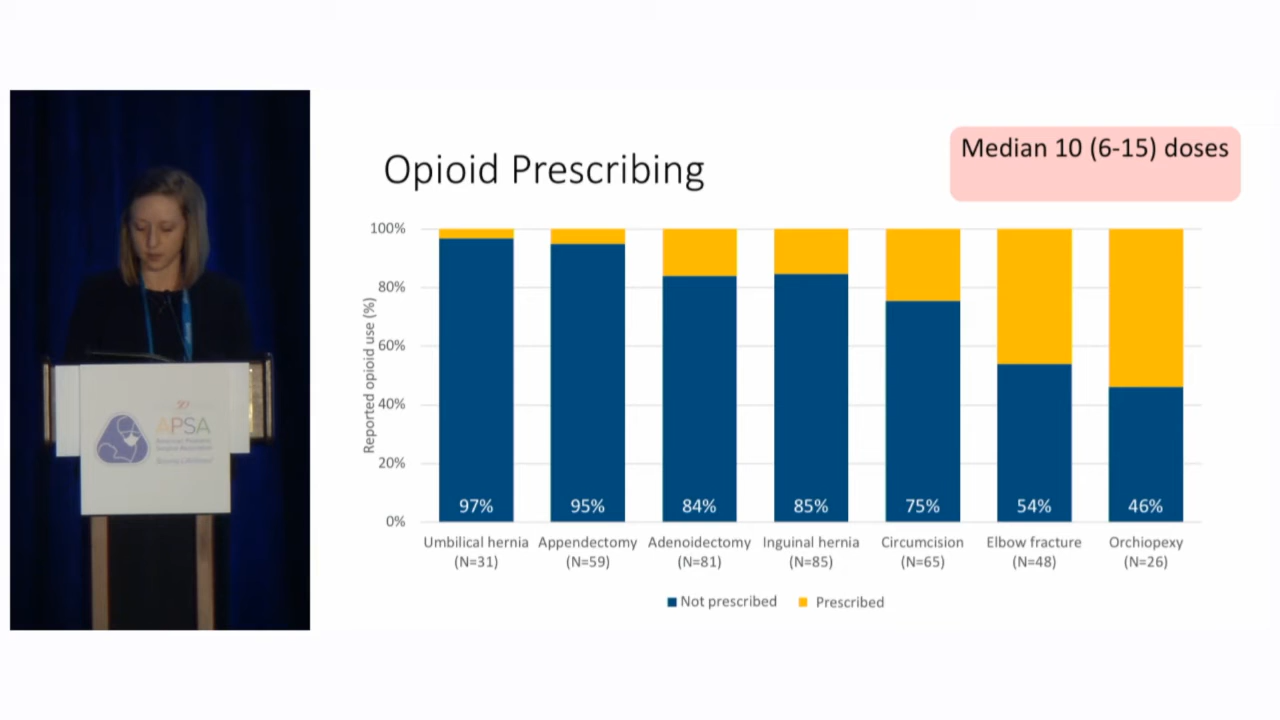 Opioid Prescribing
Median 10 (6-15) doses
Reported opioid use (%)
100%
80%
60%
40%
20%
0%
97%
95%
84%
85%
75%
54%
46%
Umbilical hernia
(N=31)
Appendectomy
(N=59)
Adenoidectomy
(N=81)
Inguinal hernia
(N=85)
Circumcision
(N=65)
Elbow fracture
(N=48)
Orchiopexy
(N=26)
Not prescribed
Prescribed
APSA